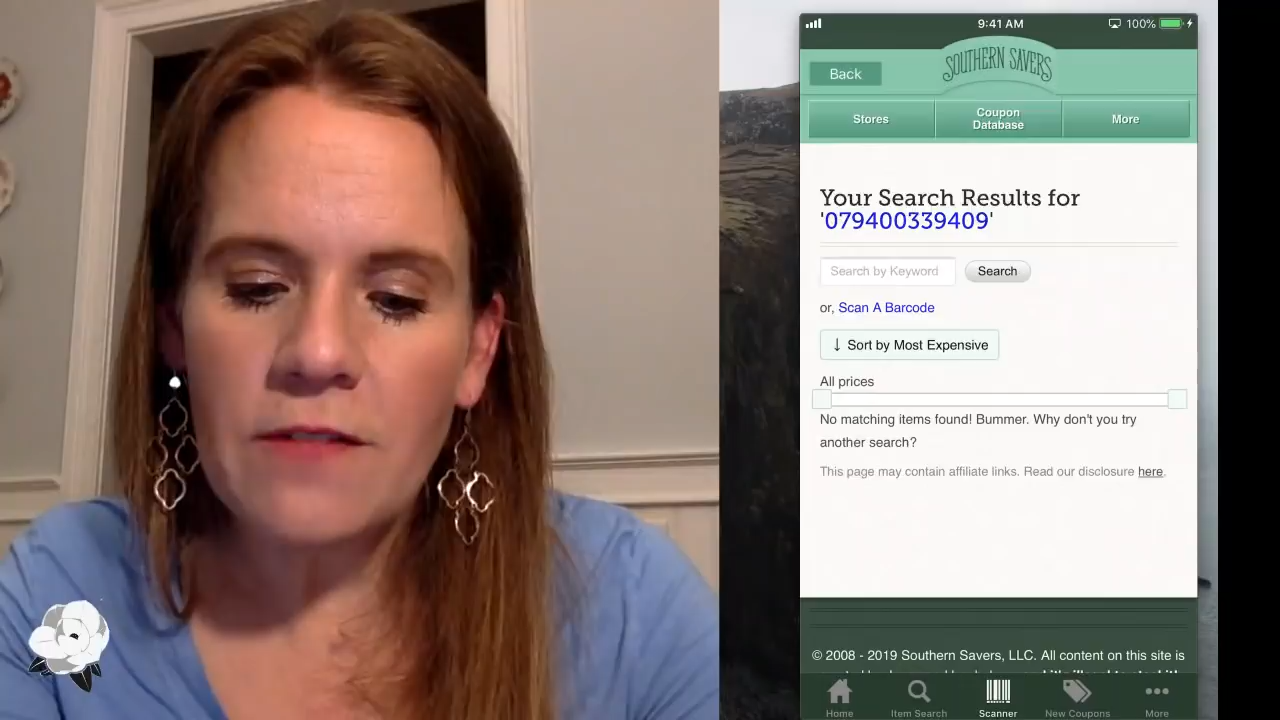 9:41 AM
100%
Back
SOUTHERN SAVERS
Stores
Coupon
Database
More
Your Search Results for
'079400339409'
Search by Keyword
Search
or, Scan A Barcode
↓ Sort by Most Expensive
All prices
No matching items found! Bummer. Why don't you try
another search?
This page may contain affiliate links. Read our disclosure here.
© 2008 - 2019 Southern Savers, LLC. All content on this site is
Home
Item Search
Scanner
New Coupons
More